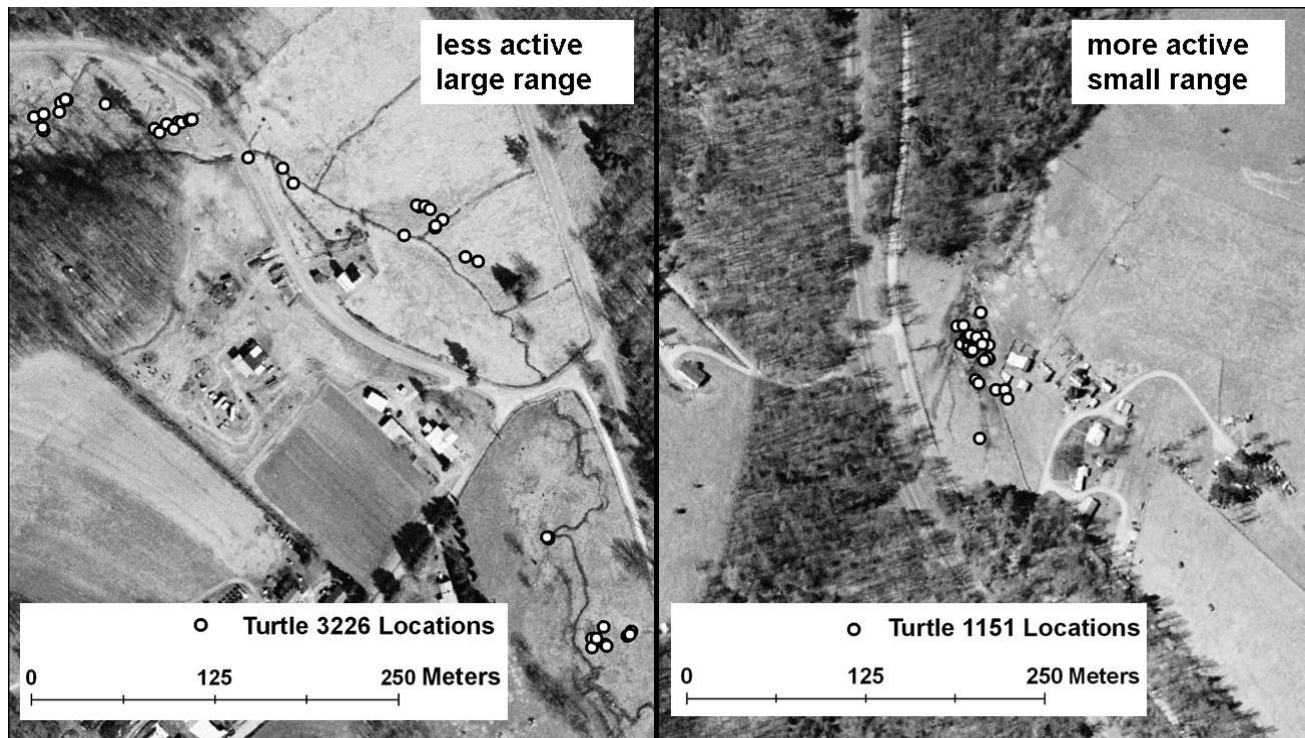 less active
large range
Turtle 3226 Locations
0 125 250 Meters
more active
small range
Turtle 1151 Locations
0 125 250 Meters